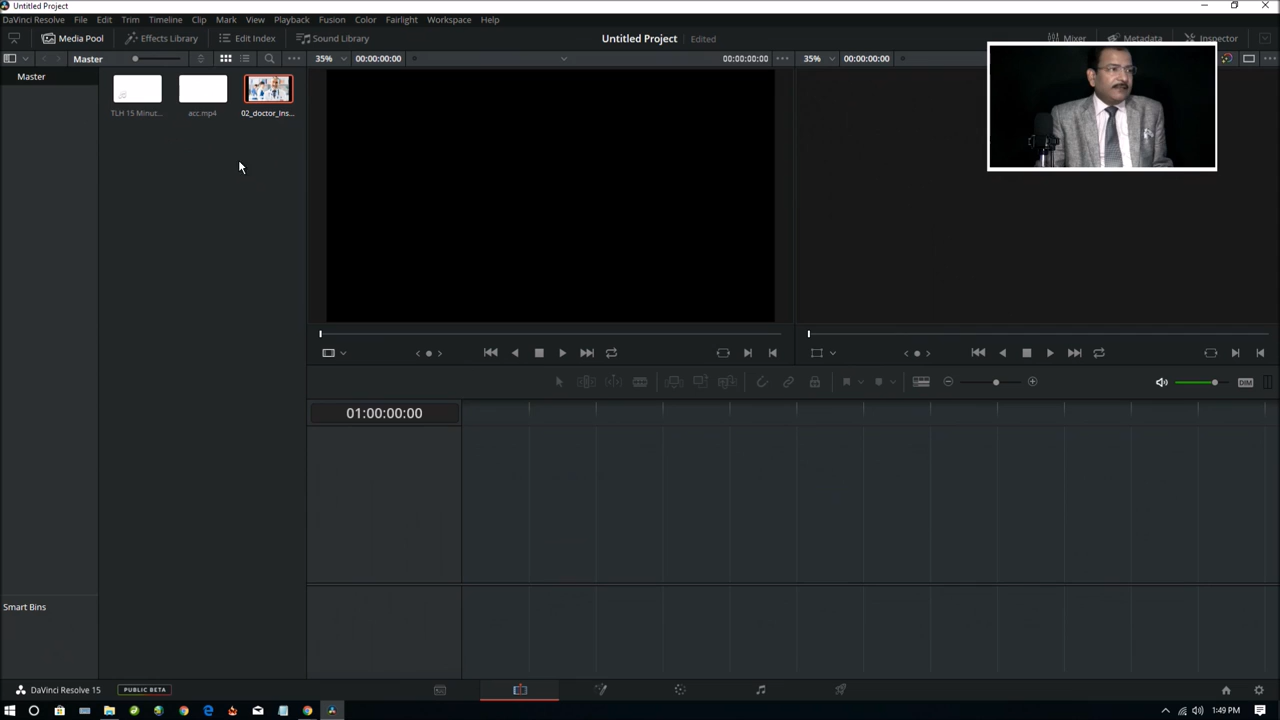 Untitled Project
DaVinci Resolve File Edit Trim Timeline Clip Mark View Playback Fusion Color Fairlight Workspace Help
Media Pool Effects Library Edit Index Sound Library Untitled Project Edited Mixer Metadata Inspector
Master 35% 00:00:00:00 00:00:00:00 35% 00:00:00:00
Master
TLH 15 Minut... acc.mp4 02_doctor_Ins...
01:00:00:00
DIM
Smart Bins
DaVinci Resolve 15 PUBLIC BETA
1:49 PM